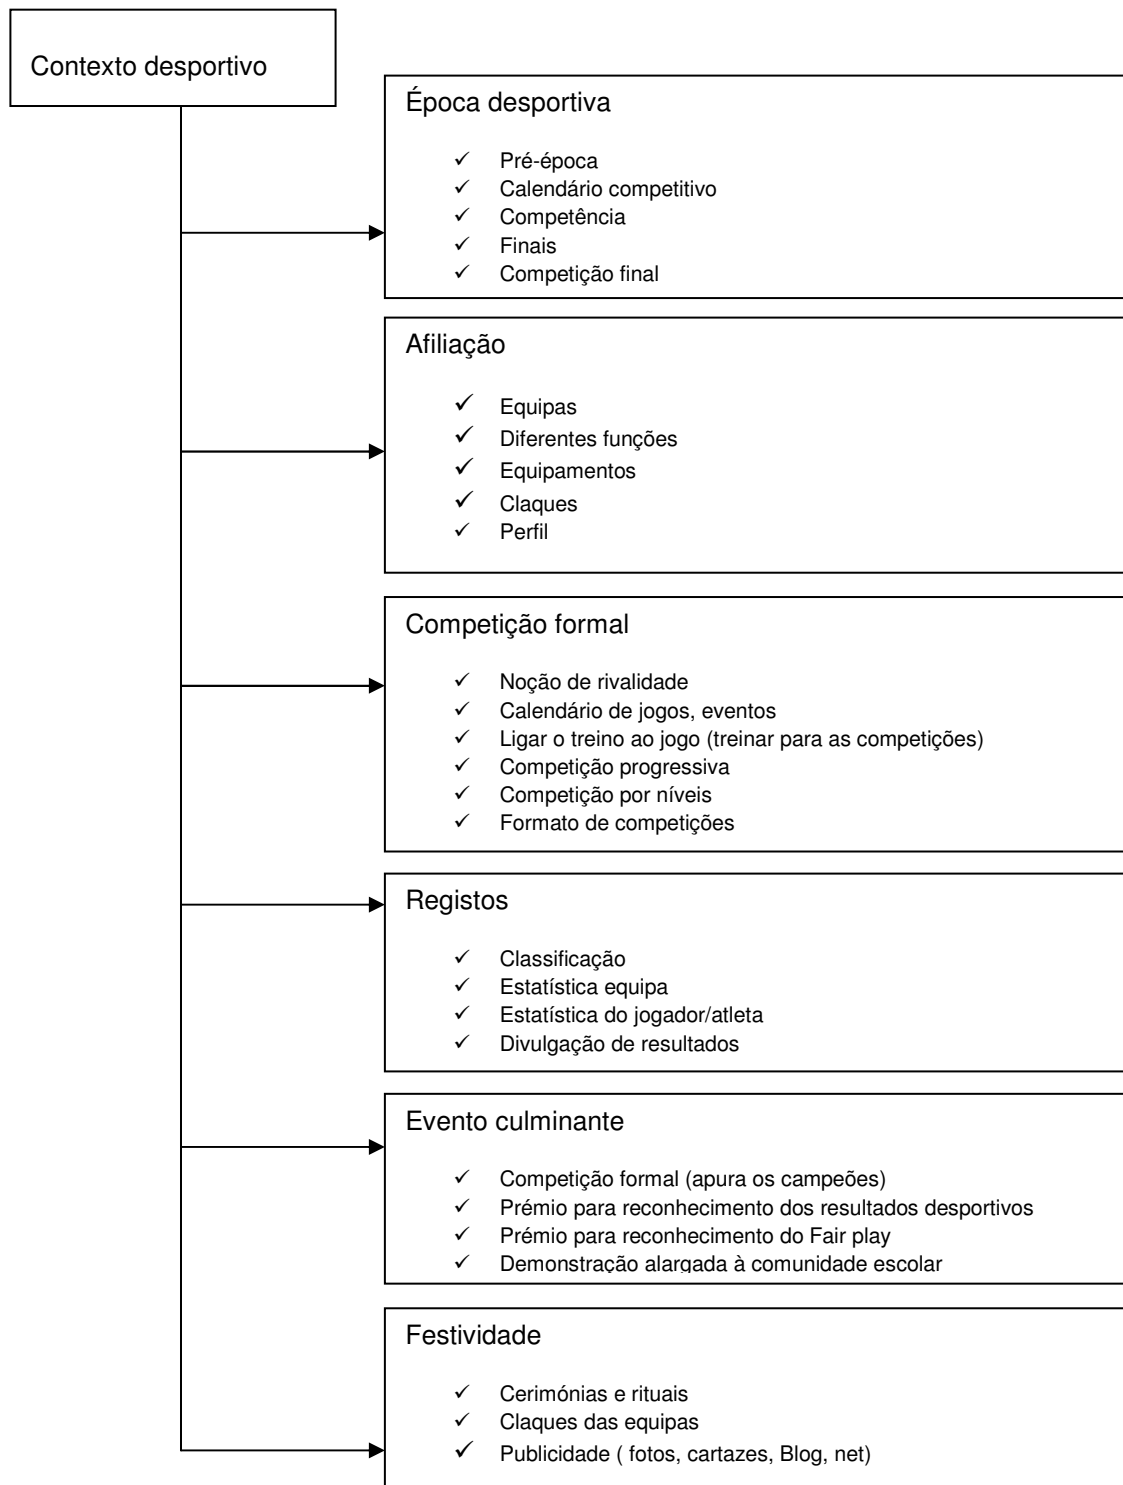 Contexto desportivo
Época desportiva
✓ Pré-época
✓ Calendário competitivo
✓ Competência
✓ Finais
✓ Competição final
Afiliação
✓ Equipas
✓ Diferentes funções
✓ Equipamentos
✓ Claques
✓ Perfil
Competição formal
✓ Noção de rivalidade
✓ Calendário de jogos, eventos
✓ Ligar o treino ao jogo (treinar para as competições)
✓ Competição progressiva
✓ Competição por níveis
✓ Formato de competições
Registos
✓ Classificação
✓ Estatística equipa
✓ Estatística do jogador/atleta
✓ Divulgação de resultados
Evento culminante
✓ Competição formal (apura os campeões)
✓ Prémio para reconhecimento dos resultados desportivos
✓ Prémio para reconhecimento do Fair play
✓ Demonstração alargada à comunidade escolar
Festividade
✓ Cerimónias e rituais
✓ Claques das equipas
✓ Publicidade ( fotos, cartazes, Blog, net)